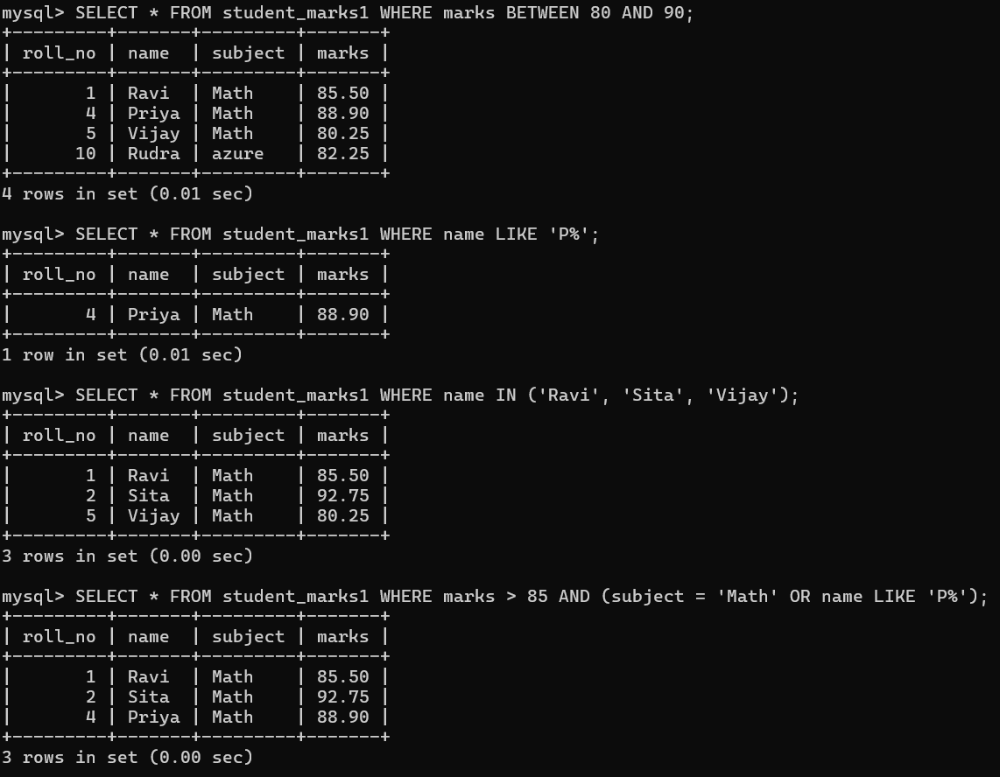 mysql> SELECT * FROM student_marks1 WHERE marks BETWEEN 80 AND 90;
+---------+-------+---------+-------+
| roll_no | name  | subject | marks |
+---------+-------+---------+-------+
|       1 | Ravi  | Math    | 85.50 |
|       4 | Priya | Math    | 88.90 |
|       5 | Vijay | Math    | 80.25 |
|      10 | Rudra | azure   | 82.25 |
+---------+-------+---------+-------+
4 rows in set (0.01 sec)

mysql> SELECT * FROM student_marks1 WHERE name LIKE 'P%';
+---------+-------+---------+-------+
| roll_no | name  | subject | marks |
+---------+-------+---------+-------+
|       4 | Priya | Math    | 88.90 |
+---------+-------+---------+-------+
1 row in set (0.01 sec)

mysql> SELECT * FROM student_marks1 WHERE name IN ('Ravi', 'Sita', 'Vijay');
+---------+-------+---------+-------+
| roll_no | name  | subject | marks |
+---------+-------+---------+-------+
|       1 | Ravi  | Math    | 85.50 |
|       2 | Sita  | Math    | 92.75 |
|       5 | Vijay | Math    | 80.25 |
+---------+-------+---------+-------+
3 rows in set (0.00 sec)

mysql> SELECT * FROM student_marks1 WHERE marks > 85 AND (subject = 'Math' OR name LIKE 'P%');
+---------+-------+---------+-------+
| roll_no | name  | subject | marks |
+---------+-------+---------+-------+
|       1 | Ravi  | Math    | 85.50 |
|       2 | Sita  | Math    | 92.75 |
|       4 | Priya | Math    | 88.90 |
+---------+-------+---------+-------+
3 rows in set (0.00 sec)